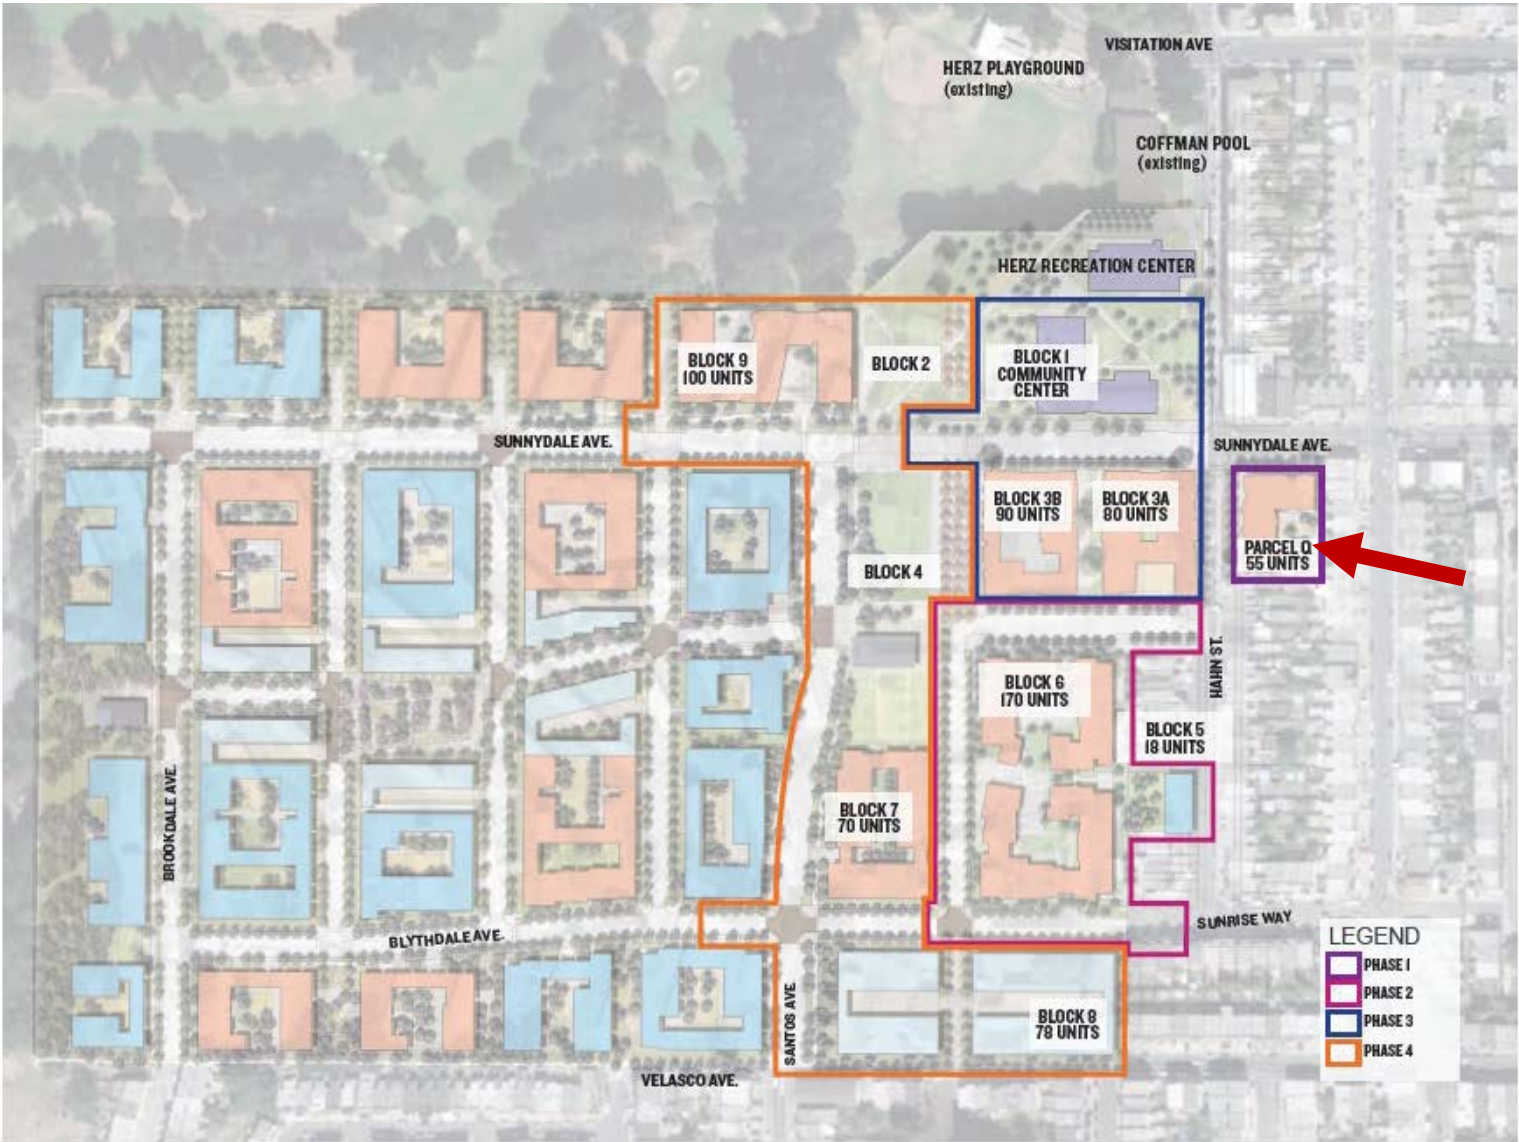 VISITATION AVE
HERZ PLAYGROUND
(existing)
COFFMAN POOL
(existing)
HERZ RECREATION CENTER
BLOCK 9
100 UNITS
BLOCK 2
BLOCK 1
COMMUNITY
CENTER
SUNNYDALE AVE.
SUNNYDALE AVE.
BLOCK 3B
90 UNITS
BLOCK 3A
80 UNITS
PARCEL Q
55 UNITS
BLOCK 4
HAHN ST.
BLOCK 6
170 UNITS
BLOCK 5
18 UNITS
BROOKDALE AVE.
BLOCK 7
70 UNITS
SUNRISE WAY
BLYTHDALE AVE.
SANTOS AVE.
BLOCK 8
78 UNITS
VELASCO AVE.
LEGEND
PHASE 1
PHASE 2
PHASE 3
PHASE 4